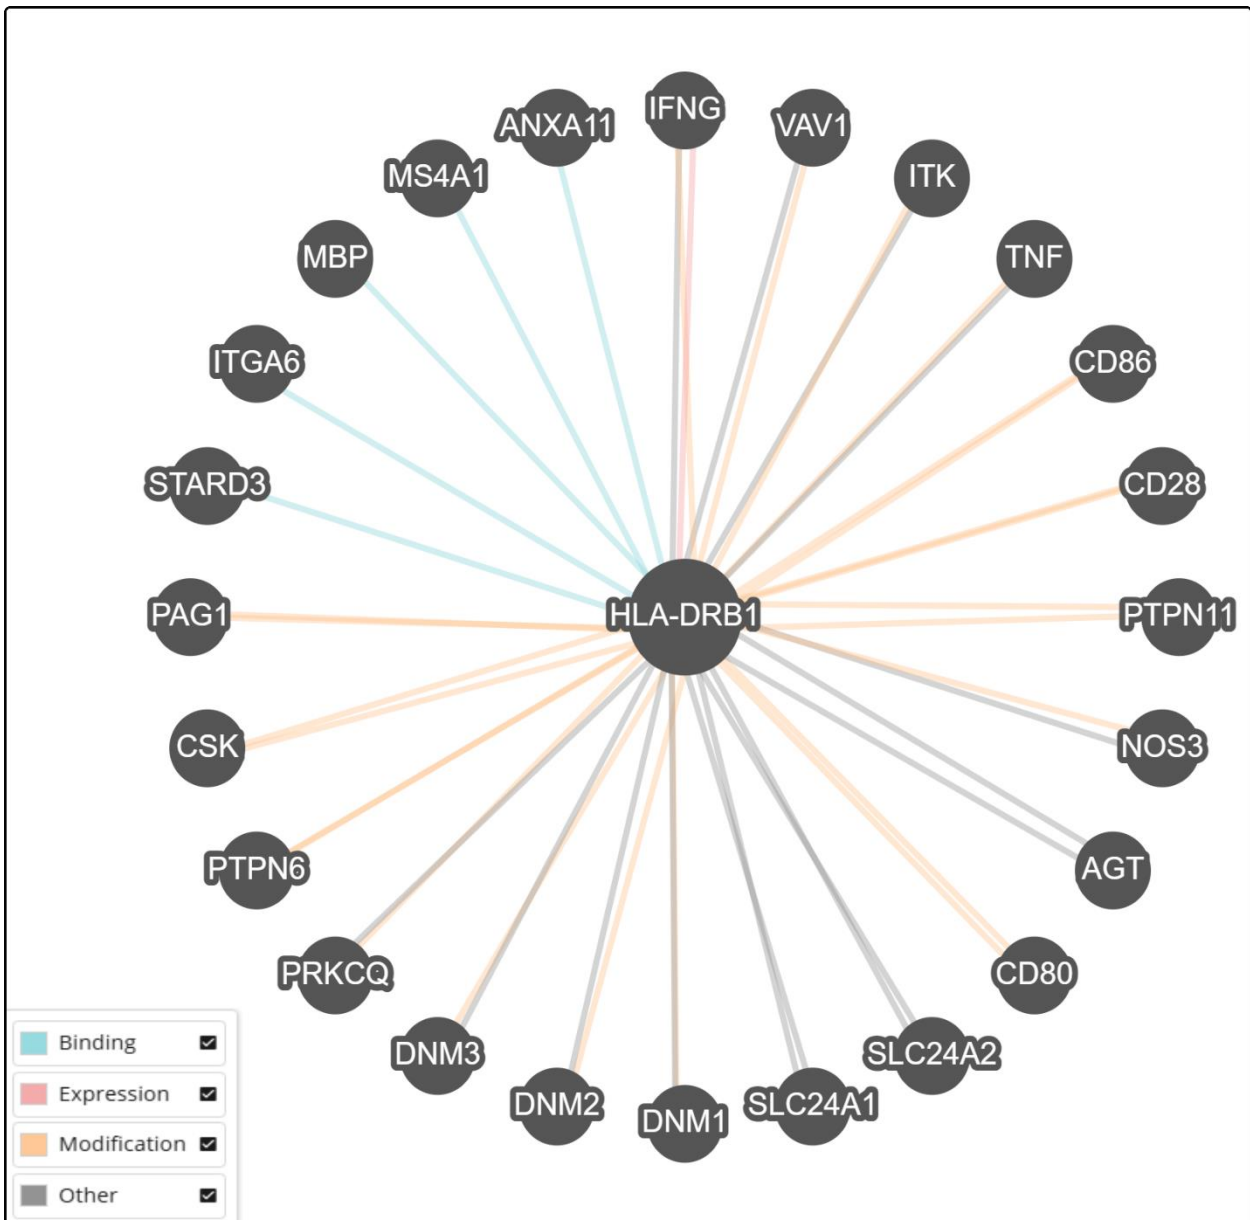 IFNG
VAV1
ANXA11
MS4A1
ITK
MBP
TNF
ITGA6
CD86
STARD3
CD28
PAG1
HLA-DRB1
PTPN11
CSK
NOS3
PTPN6
AGT
PRKCQ
CD80
DNM3
SLC24A2
DNM2
SLC24A1
DNM1
Binding
Expression
Modification
Other